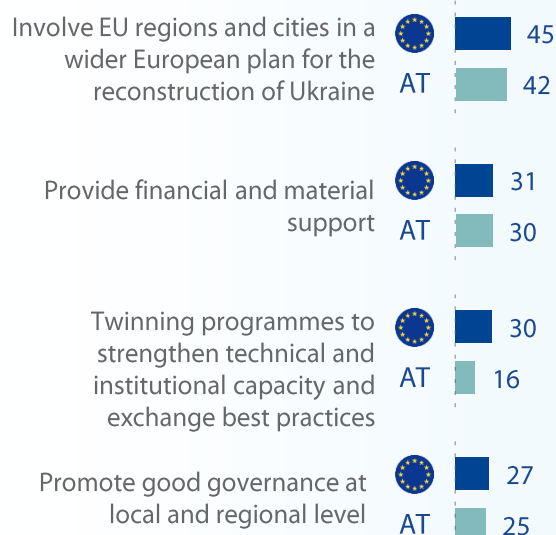 Involve EU regions and cities in a
wider European plan for the
reconstruction of Ukraine
45
AT
42
Provide financial and material
support
31
AT
30
Twinning programmes to
strengthen technical and
institutional capacity and
exchange best practices
30
AT
16
Promote good governance at
local and regional level
27
AT
25